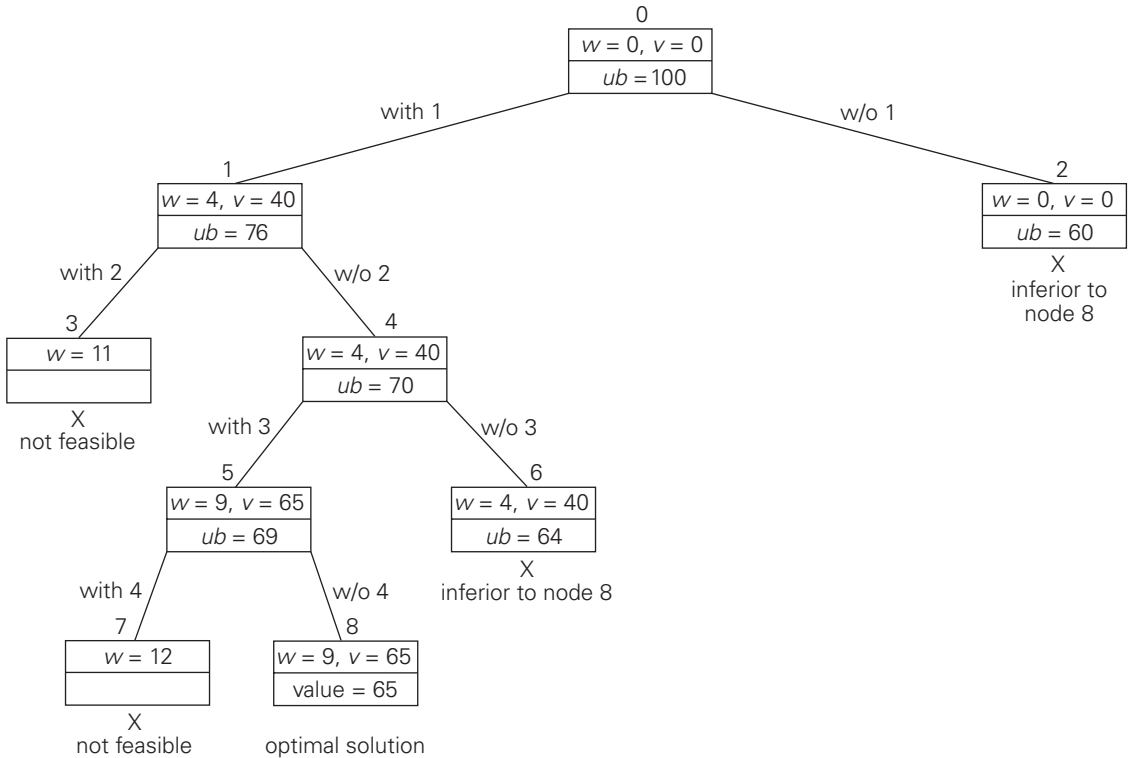 0
w = 0, v = 0
ub = 100
with 1
w/o 1
1
w = 4, v = 40
ub = 76
2
w = 0, v = 0
ub = 60
X
inferior to
node 8
with 2
w/o 2
3
w = 11
X
not feasible
4
w = 4, v = 40
ub = 70
with 3
w/o 3
5
w = 9, v = 65
ub = 69
6
w = 4, v = 40
ub = 64
X
inferior to node 8
with 4
w/o 4
7
w = 12
X
not feasible
8
w = 9, v = 65
value = 65
optimal solution